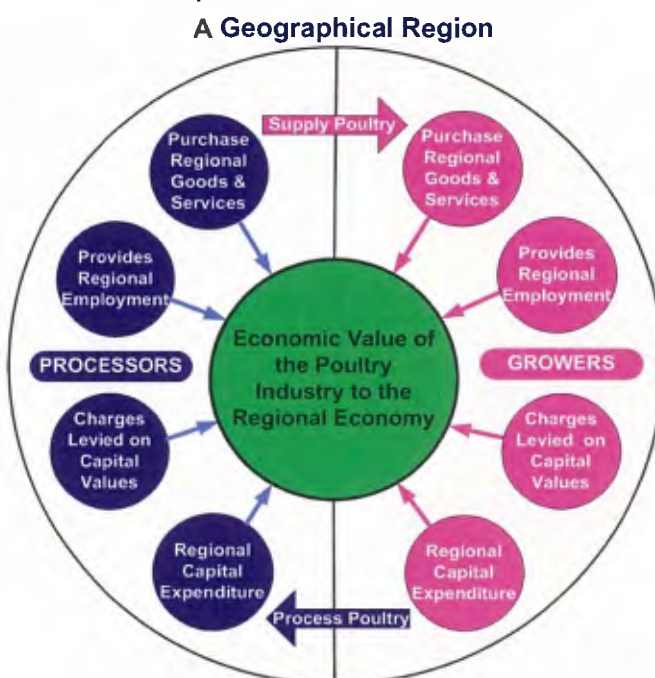 A Geographical Region
Supply Poultry
Purchase
Regional
Goods &
Services
Purchase
Regional
Goods &
Services
Provides
Regional
Employment
Provides
Regional
Employment
Economic Value of
the Poultry
Industry to the
Regional Economy
PROCESSORS
GROWERS
Charges
Levied on
Capital
Values
Charges
Levied on
Capital
Values
Regional
Capital
Expenditure
Regional
Capital
Expenditure
Process Poultry